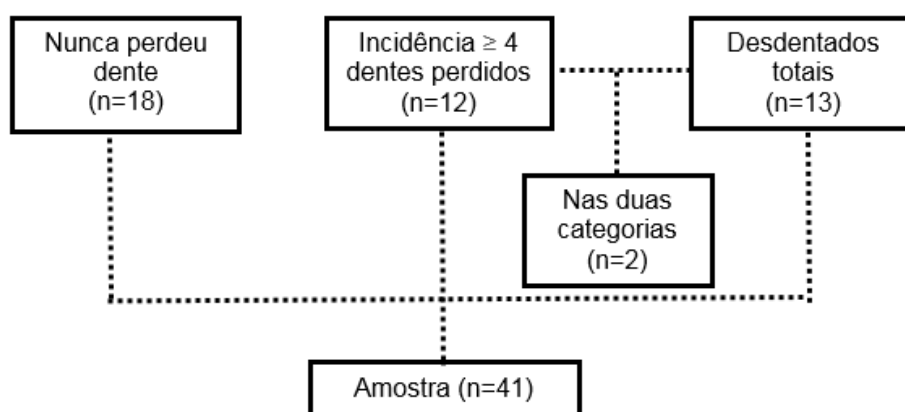 Nunca perdeu
dente
(n=18)
Incidência ≥ 4
dentes perdidos
(n=12)
Desdentados
totais
(n=13)
Nas duas
categorias
(n=2)
Amostra (n=41)